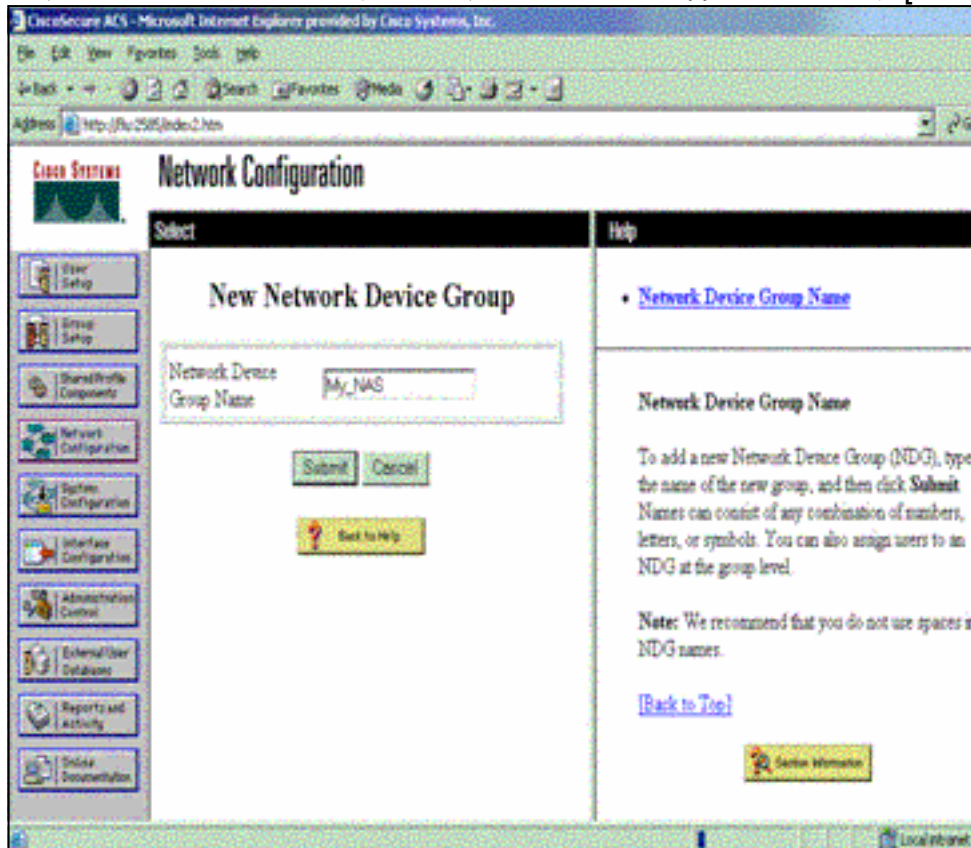 CiscoSecure ACS - Microsoft Internet Explorer provided by Cisco Systems, Inc.
File Edit View Favorites Tools Help
Back Search Favorites Media
Address
CISCO SYSTEMS
Network Configuration
Select
Help
User Setup
Group Setup
Shared Profile Components
Network Configuration
System Configuration
Interface Configuration
Administration Control
External User Databases
Reports and Activity
Online Documentation
New Network Device Group
Network Device
Group Name
My_NAS
Submit Cancel
Back to Help
• Network Device Group Name
Network Device Group Name
To add a new Network Device Group (NDG), type
the name of the new group, and then click Submit
Names can consist of any combination of numbers,
letters, or symbols. You can also assign users to an
NDG at the group level.
Note: We recommend that you do not use spaces in
NDG names.
[Back to Top]
Section Information
Local intranet